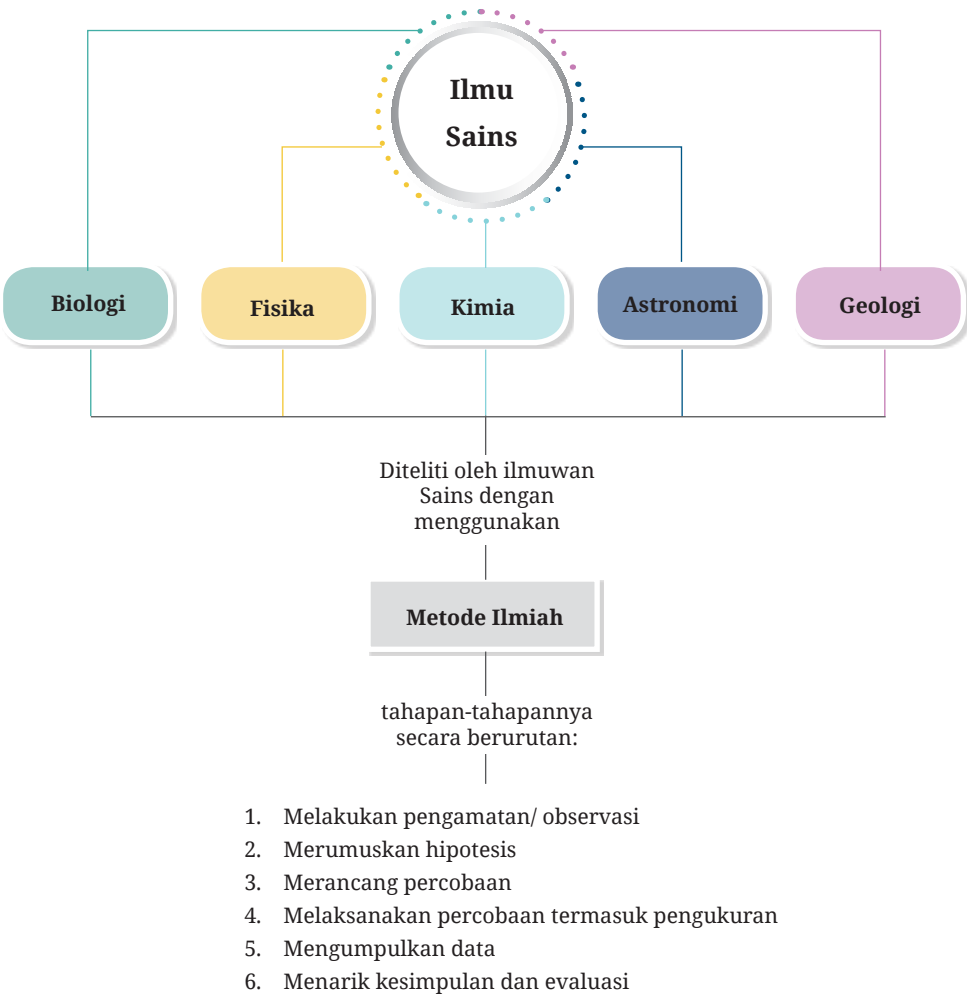 Ilmu
Sains
Biologi
Fisika
Kimia
Astronomi
Geologi
Diteliti oleh ilmuwan
Sains dengan
menggunakan
Metode Ilmiah
tahapan-tahapannya
secara berurutan:
1. Melakukan pengamatan/ observasi
2. Merumuskan hipotesis
3. Merancang percobaan
4. Melaksanakan percobaan termasuk pengukuran
5. Mengumpulkan data
6. Menarik kesimpulan dan evaluasi